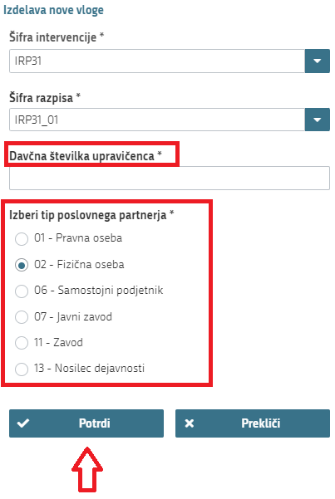 Izdelava nove vloge
Šifra intervencije *
IRP31
Šifra razpisa *
IRP31_01
Davčna številka upravičenca *
Izberi tip poslovnega partnerja *
01 - Pravna oseba
02 - Fizična oseba
06 - Samostojni podjetnik
07 - Javni zavod
11 - Zavod
13 - Nosilec dejavnosti
Potrdi
Prekliči